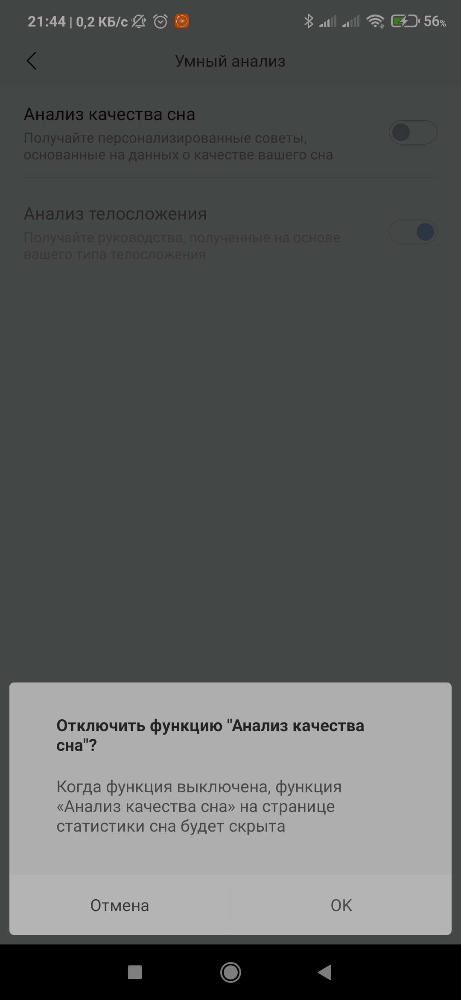 21:44 | 0,2 КБ/с
56%
Умный анализ
Анализ качества сна
Получайте персонализированные советы,
основанные на данных о качестве вашего сна
Анализ телосложения
Получайте руководства, полученные на основе
вашего типа телосложения
Отключить функцию "Анализ качества
сна"?
Когда функция выключена, функция
«Анализ качества сна» на странице
статистики сна будет скрыта
Отмена
OK